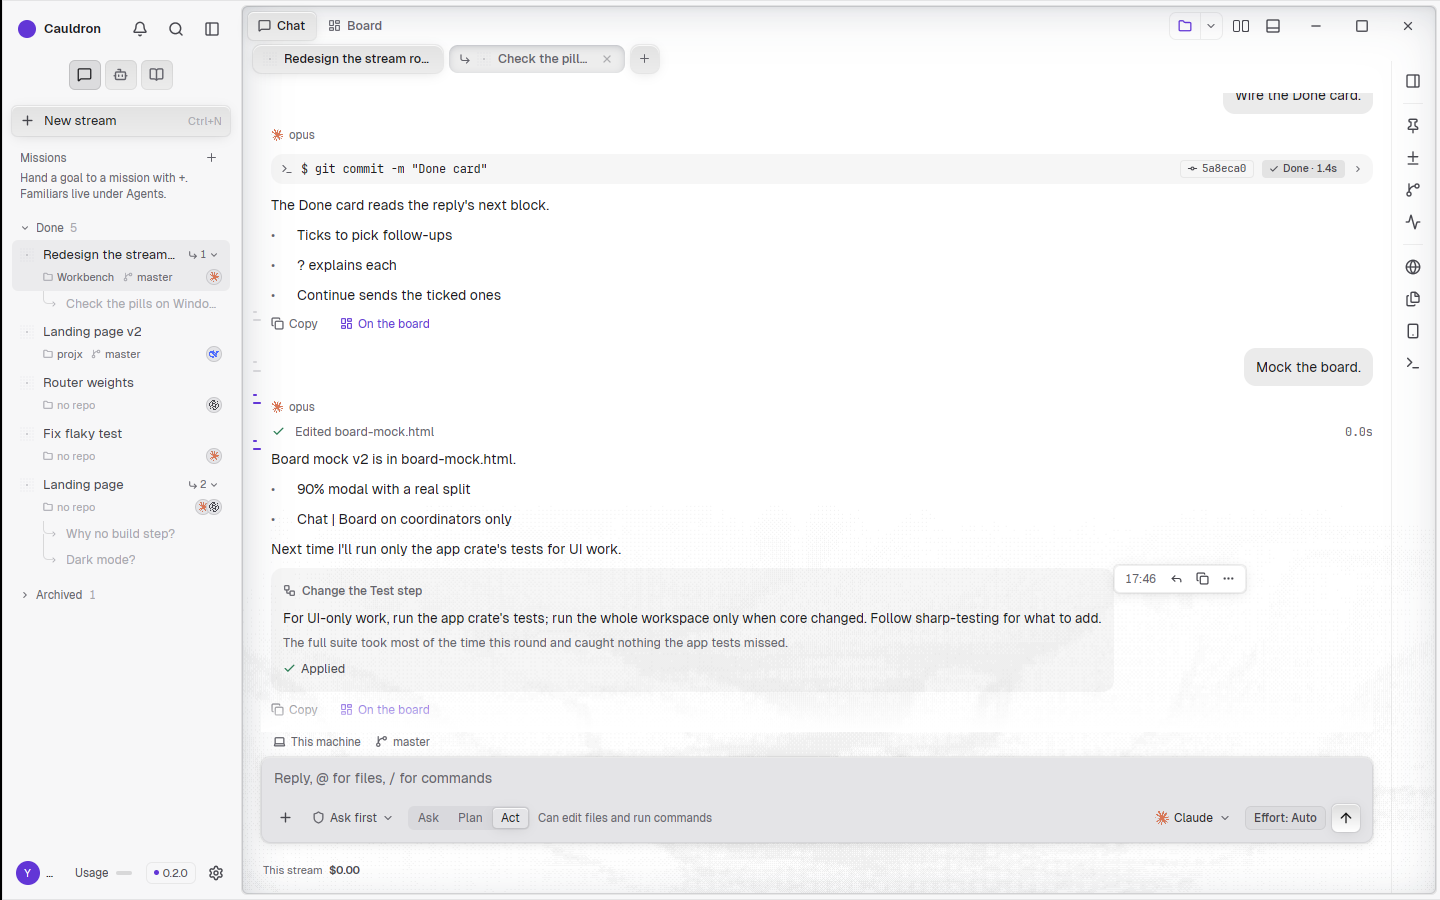 Cauldron
New stream
Ctrl+N
Missions
Hand a goal to a mission with +.
Familiars live under Agents.
Done 5
Redesign the stream...
1
Workbench
master
Check the pills on Windo...
Landing page v2
projx
master
Router weights
no repo
Fix flaky test
no repo
Landing page
2
no repo
Why no build step?
Dark mode?
Archived 1
Y
...
Usage
0.2.0
Chat
Board
Redesign the stream ro...
Check the pill...
Wire the Done card.
opus
$ git commit -m "Done card"
5a8eca0
Done · 1.4s
The Done card reads the reply's next block.
• Ticks to pick follow-ups
• ? explains each
• Continue sends the ticked ones
Copy
On the board
Mock the board.
opus
Edited board-mock.html
0.0s
Board mock v2 is in board-mock.html.
• 90% modal with a real split
• Chat | Board on coordinators only
Next time I'll run only the app crate's tests for UI work.
Change the Test step
17:46
For UI-only work, run the app crate's tests; run the whole workspace only when core changed. Follow sharp-testing for what to add.
The full suite took most of the time this round and caught nothing the app tests missed.
Applied
Copy
On the board
This machine
master
Reply, @ for files, / for commands
Ask first
Ask
Plan
Act
Can edit files and run commands
Claude
Effort: Auto
This stream $0.00